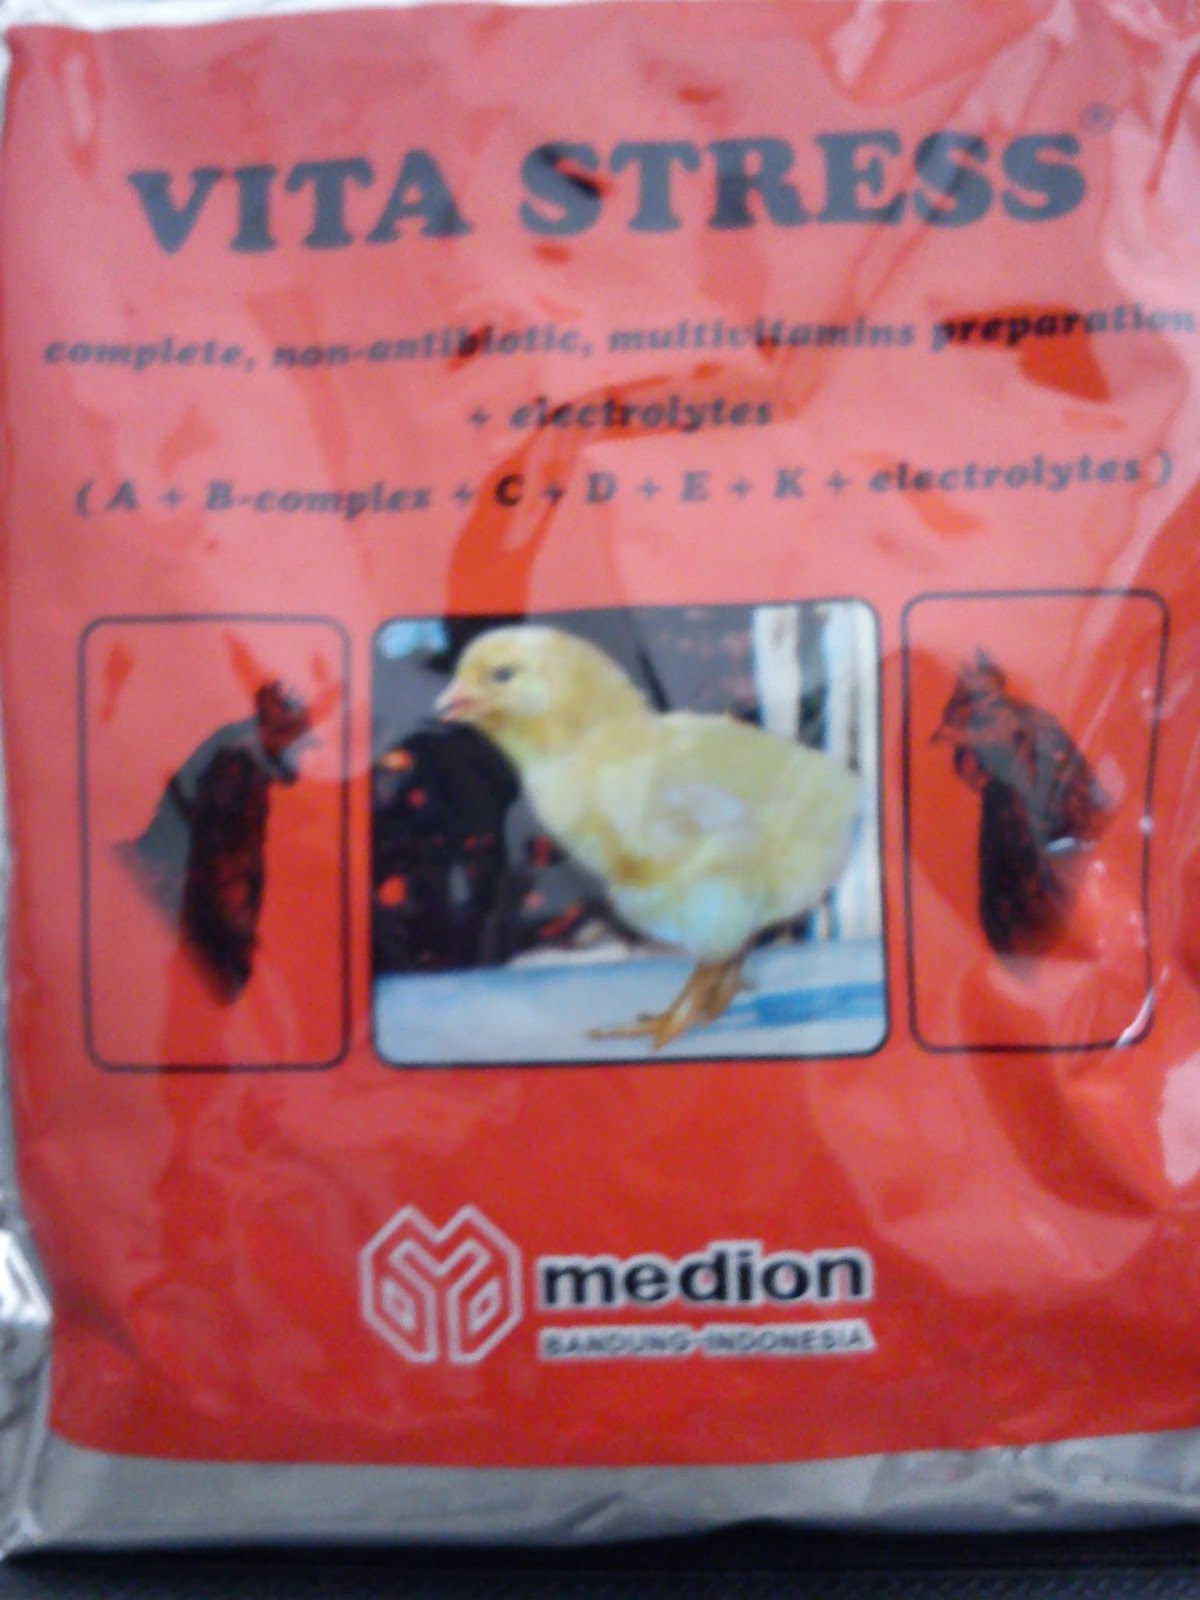 VITA STRESS®
complete, non-antibiotic, multivitamins preparation
+ electrolytes
( A + B-complex + C + D + E + K + electrolytes )
medion
BANDUNG-INDONESIA